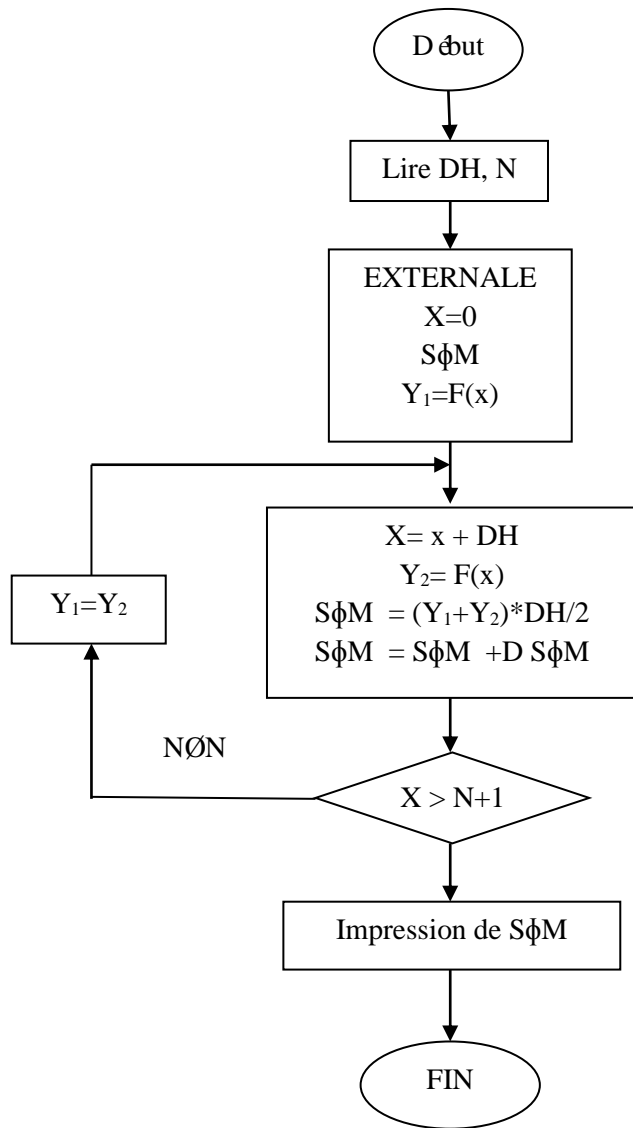 Début
Lire DH, N
EXTERNALE
X=0
SϕM
Y₁=F(x)
X= x + DH
Y₂= F(x)
SϕM = (Y₁+Y₂)*DH/2
SϕM = SϕM +D SϕM
Y₁=Y₂
NØN
X > N+1
Impression de SϕM
FIN